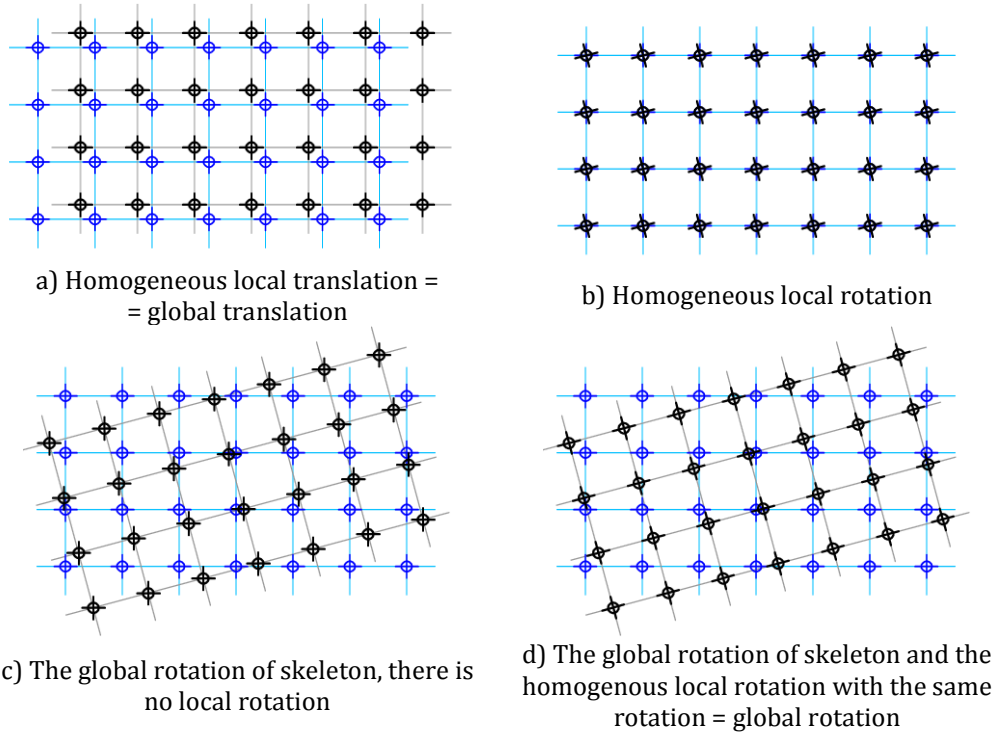 a) Homogeneous local translation =
= global translation
b) Homogeneous local rotation
c) The global rotation of skeleton, there is
no local rotation
d) The global rotation of skeleton and the
homogenous local rotation with the same
rotation = global rotation